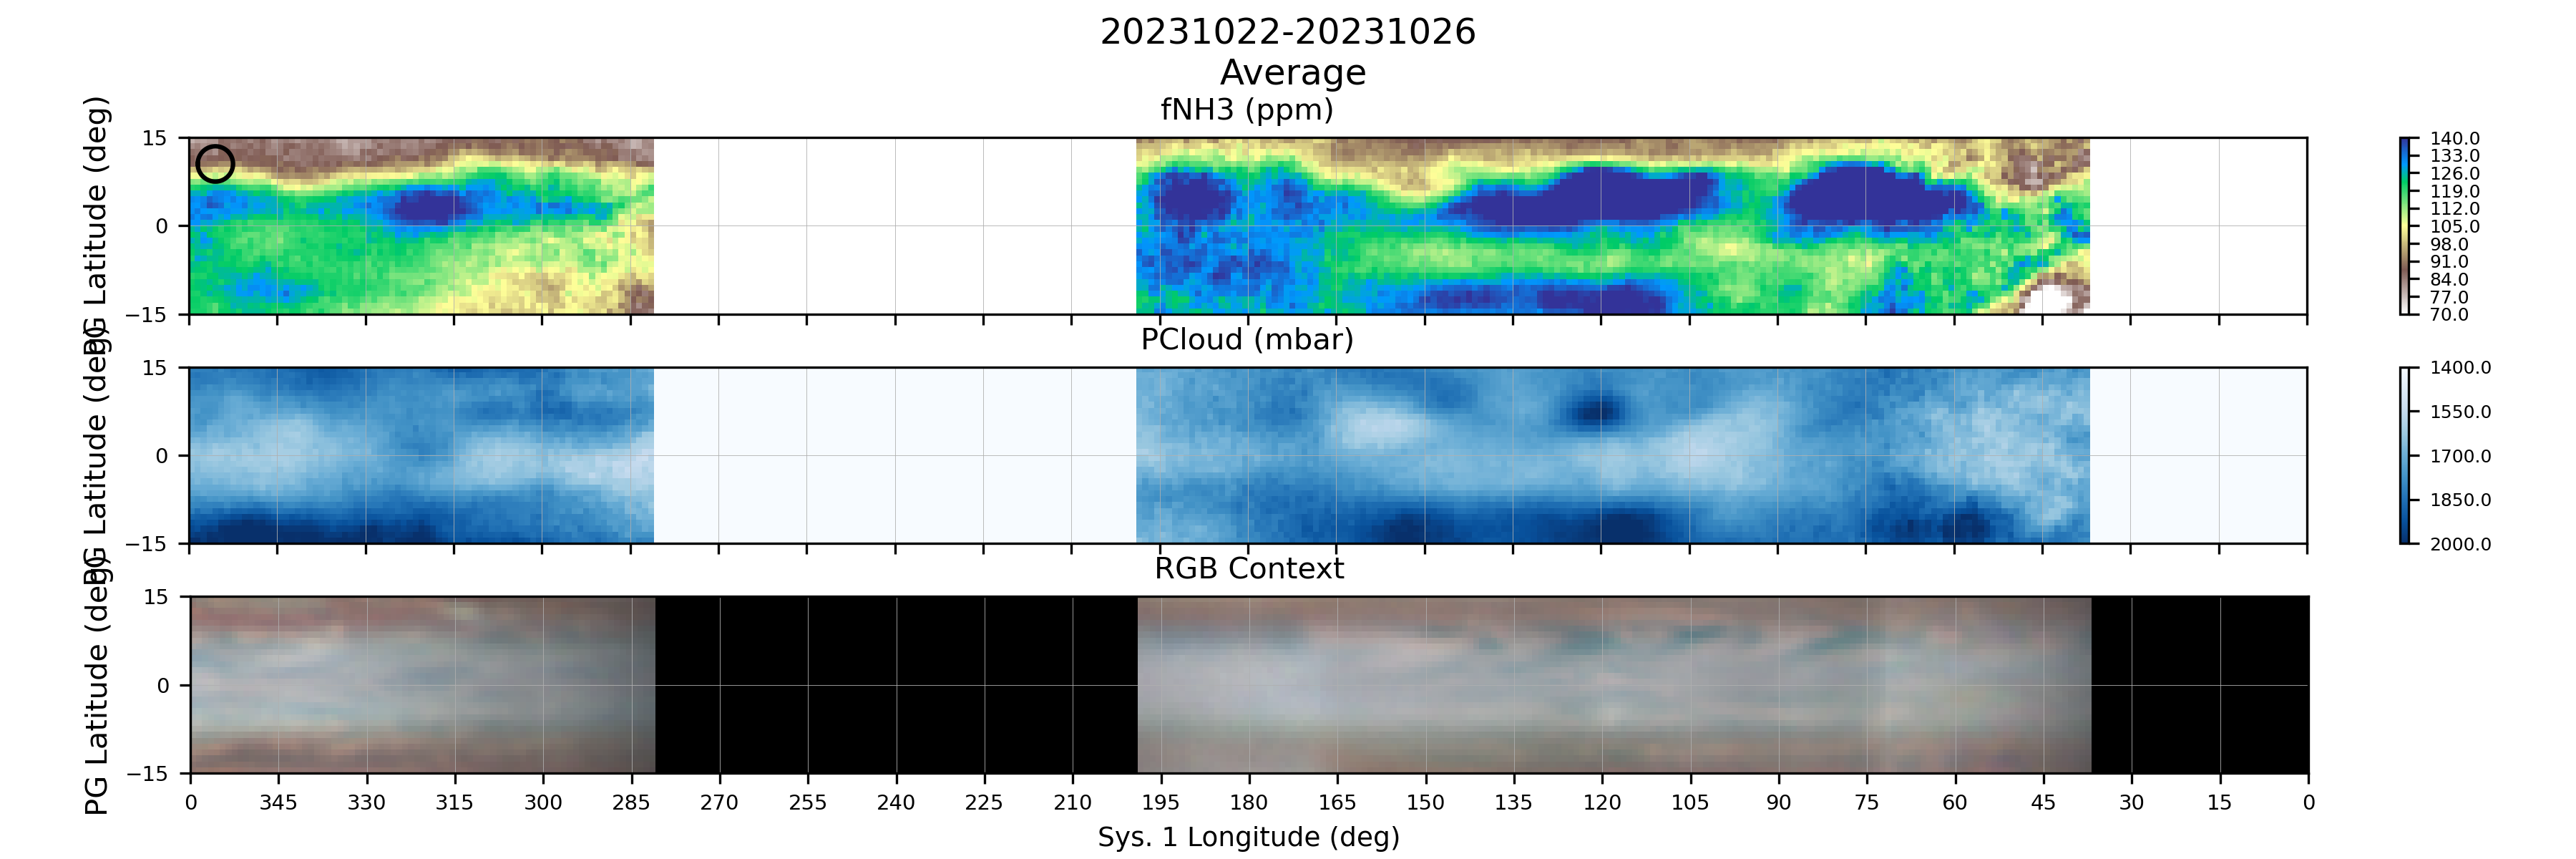 20231022-20231026
Average
fNH3 (ppm)
PG Latitude (deg)
15
0
−15
140.0
133.0
126.0
119.0
112.0
105.0
98.0
91.0
84.0
77.0
70.0
PCloud (mbar)
PG Latitude (deg)
15
0
−15
1400.0
1550.0
1700.0
1850.0
2000.0
RGB Context
PG Latitude (deg)
15
0
−15
0 345 330 315 300 285 270 255 240 225 210 195 180 165 150 135 120 105 90 75 60 45 30 15 0
Sys. 1 Longitude (deg)